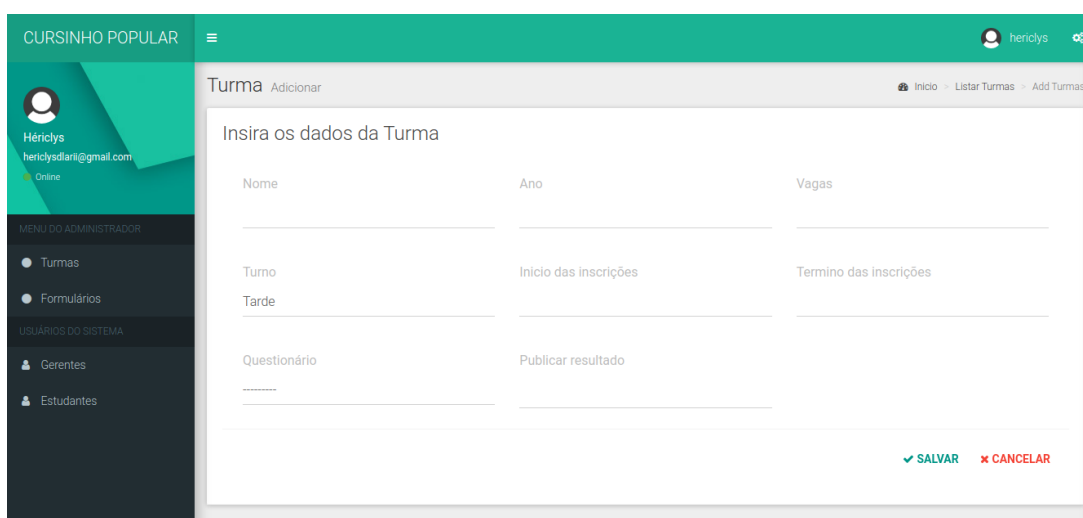 CURSINHO POPULAR
hericlys
Hériclys
hericlysdlarii@gmail.com
Online
MENU DO ADMINISTRADOR
Turmas
Formulários
USUÁRIOS DO SISTEMA
Gerentes
Estudantes
Turma Adicionar
Inicio > Listar Turmas > Add Turmas
Insira os dados da Turma
Nome
Ano
Vagas
Turno
Tarde
Inicio das inscrições
Termino das inscrições
Questionário
---------
Publicar resultado
SALVAR
CANCELAR